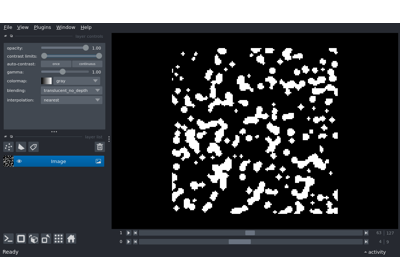 File View Plugins Window Help
opacity: 1.00
contrast limits:
auto-contrast: once continuous
gamma: 1.00
colormap: gray
blending: translucent_no_depth
interpolation: nearest
Image
1
0
Ready activity